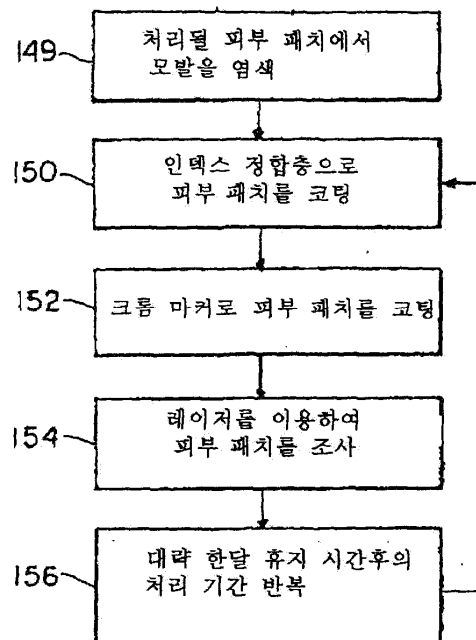 149
처리될 피부 패치에서
모발을 염색
150
인덱스 정합층으로
피부 패치를 코팅
152
크롬 마커로 피부 패치를 코팅
154
레이저를 이용하여
피부 패치를 조사
156
대략 한달 휴지 시간후의
처리 기간 반복